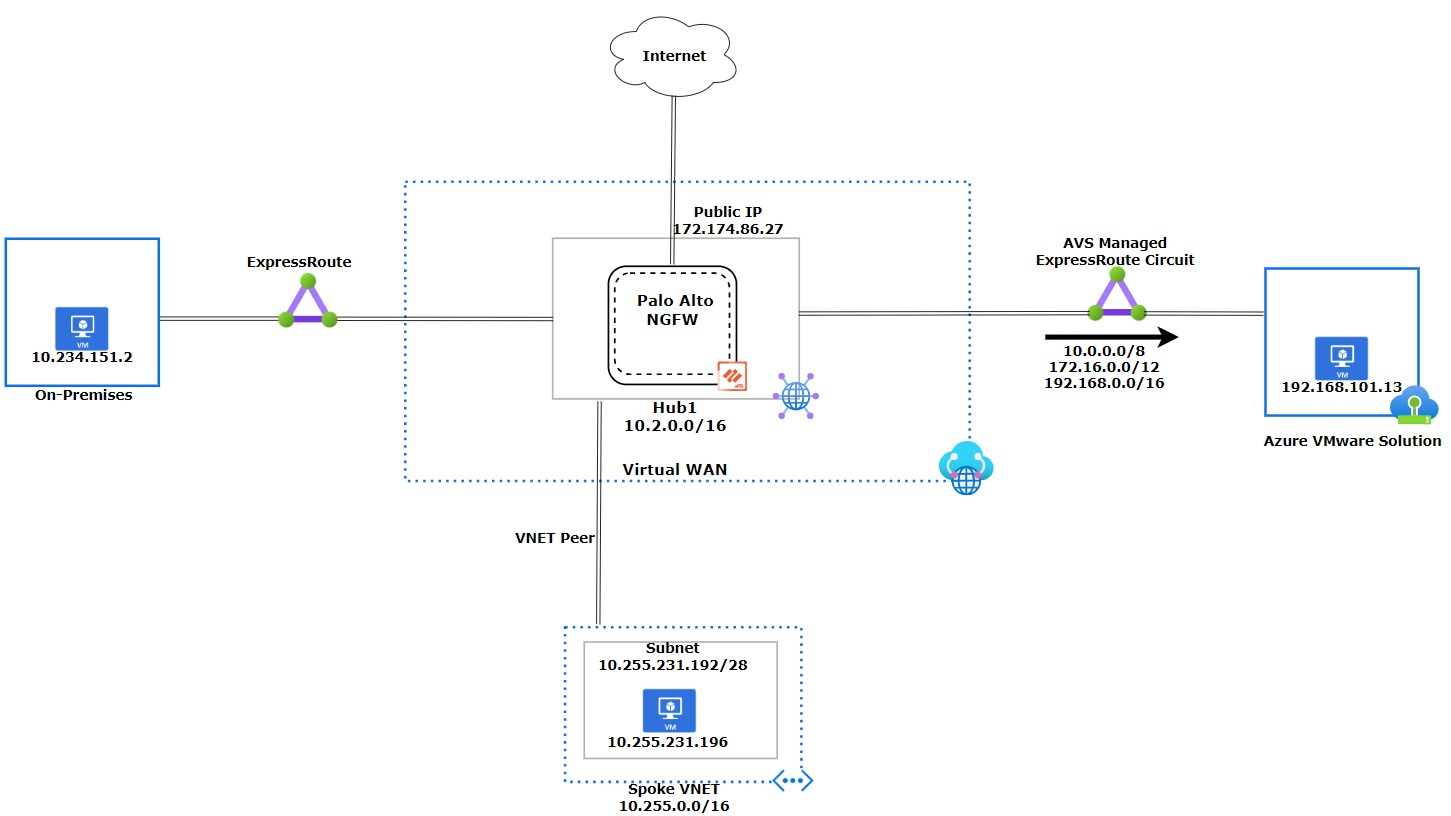 Internet
Public IP
172.174.86.27
AVS Managed
ExpressRoute Circuit
ExpressRoute
Palo Alto
NGFW
VM
10.234.151.2
On-Premises
10.0.0.0/8
172.16.0.0/12
192.168.0.0/16
VM
192.168.101.13
Azure VMware Solution
Hub1
10.2.0.0/16
Virtual WAN
VNET Peer
Subnet
10.255.231.192/28
VM
10.255.231.196
Spoke VNET
10.255.0.0/16